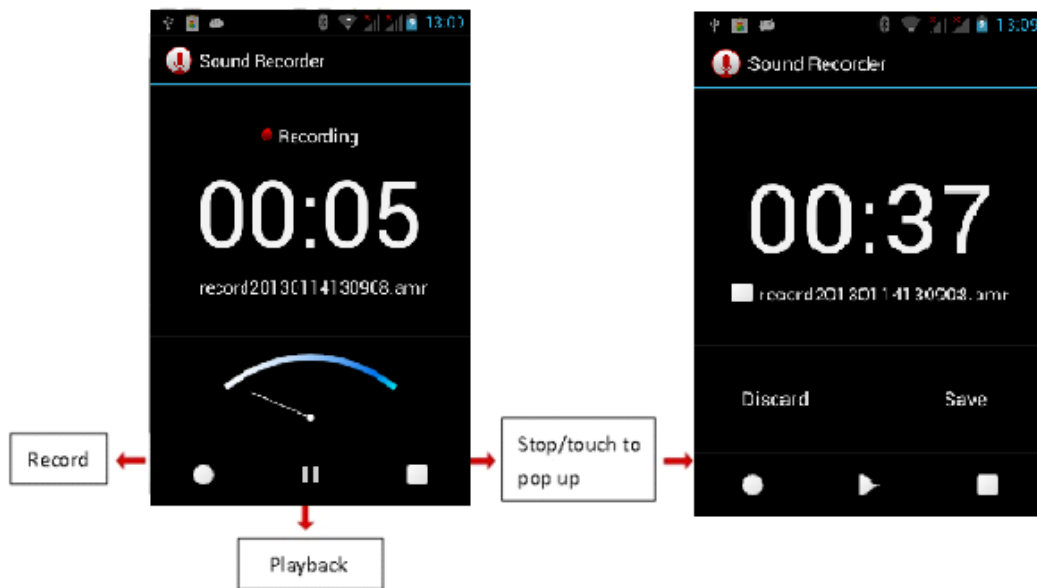 13:09
Sound Recorder
Recording
00:05
record20130114130908.amr
Record
Playback
Stop/touch to
pop up
13:09
Sound Recorder
00:37
record20130114130908.amr
Discard
Save